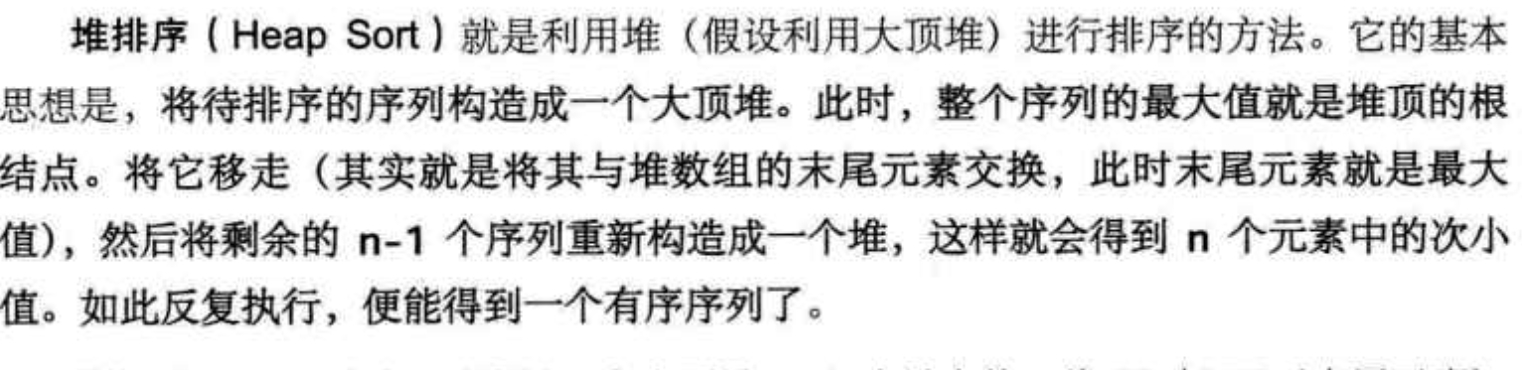 堆排序（Heap Sort）就是利用堆（假设利用大顶堆）进行排序的方法。它的基本
思想是，将待排序的序列构造成一个大顶堆。此时，整个序列的最大值就是堆顶的根
结点。将它移走（其实就是将其与堆数组的末尾元素交换，此时末尾元素就是最大
值），然后将剩余的 n-1 个序列重新构造成一个堆，这样就会得到 n 个元素中的次小
值。如此反复执行，便能得到一个有序序列了。